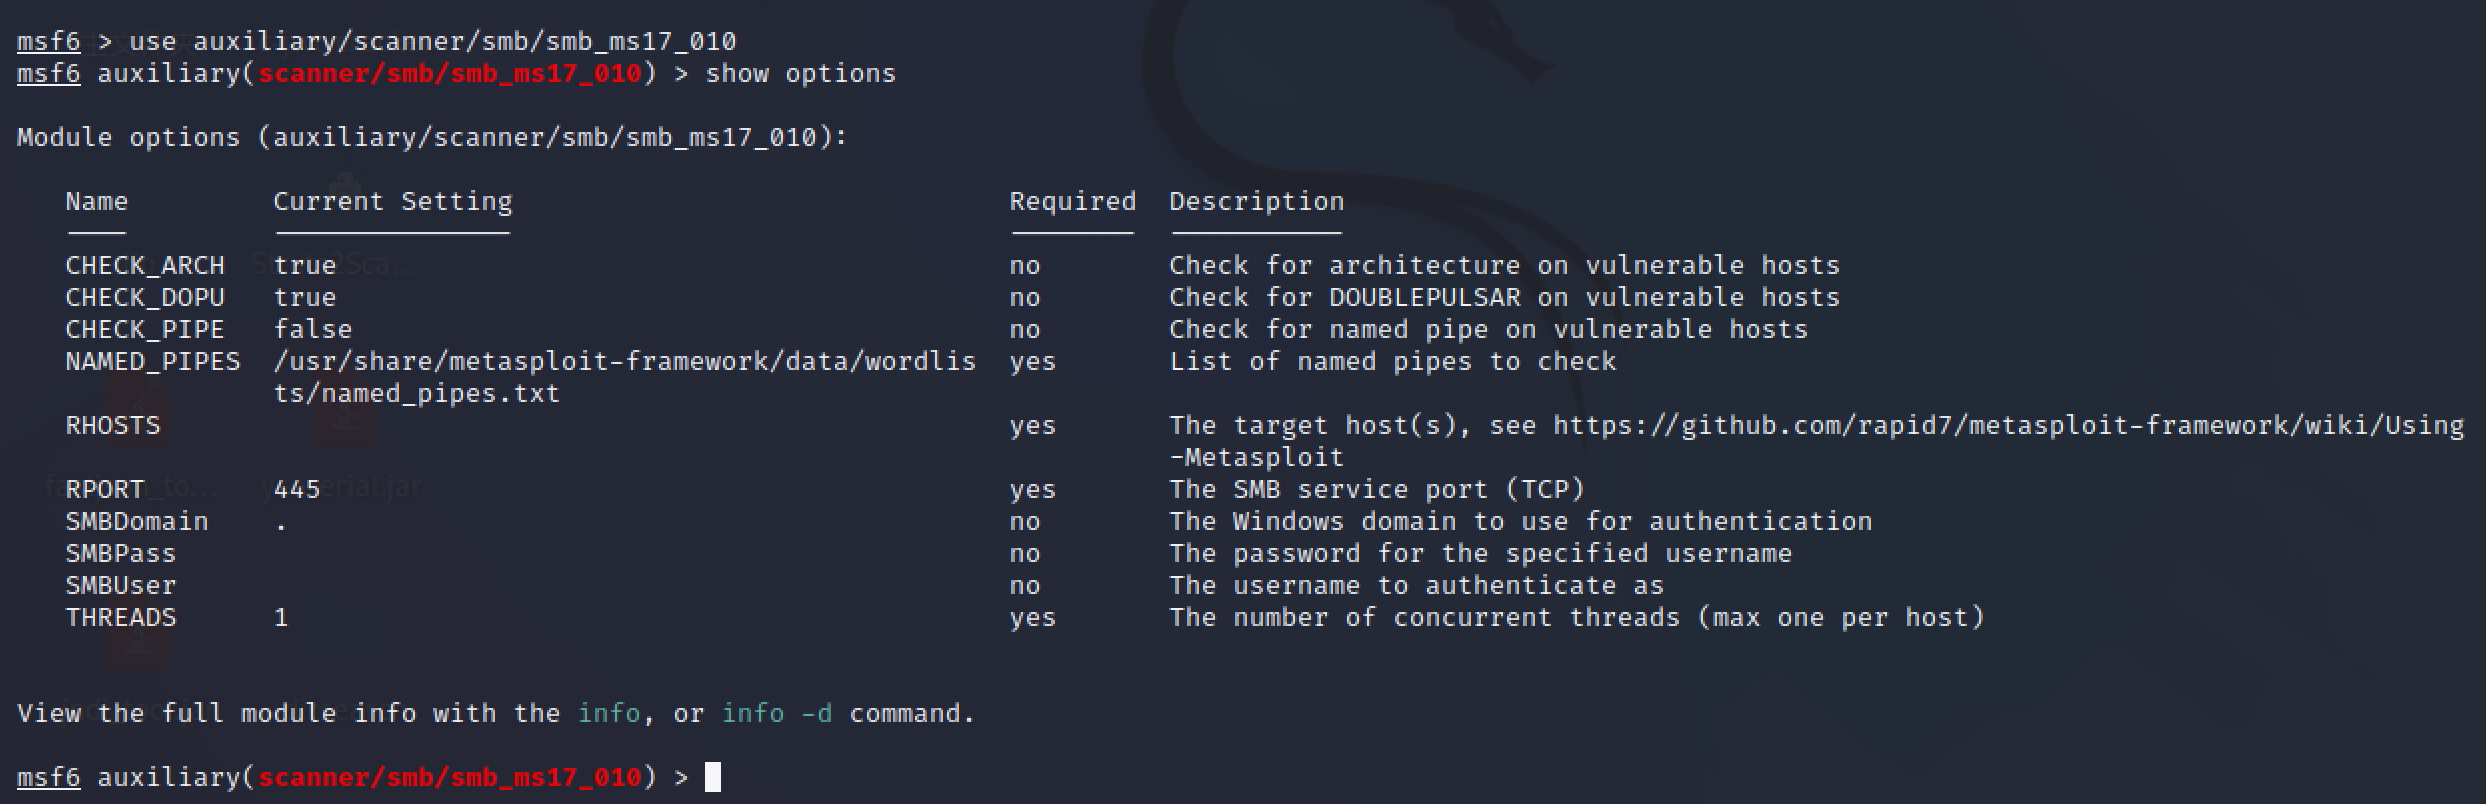 msf6 > use auxiliary/scanner/smb/smb_ms17_010
msf6 auxiliary(scanner/smb/smb_ms17_010) > show options
Module options (auxiliary/scanner/smb/smb_ms17_010):
Name Current Setting Required Description
CHECK_ARCH true no Check for architecture on vulnerable hosts
CHECK_DOPU true no Check for DOUBLEPULSAR on vulnerable hosts
CHECK_PIPE false no Check for named pipe on vulnerable hosts
NAMED_PIPES /usr/share/metasploit-framework/data/wordlis yes List of named pipes to check
ts/named_pipes.txt
RHOSTS yes The target host(s), see https://github.com/rapid7/metasploit-framework/wiki/Using
-Metasploit
RPORT 445 yes The SMB service port (TCP)
SMBDomain . no The Windows domain to use for authentication
SMBPass no The password for the specified username
SMBUser no The username to authenticate as
THREADS 1 yes The number of concurrent threads (max one per host)
View the full module info with the info, or info -d command.
msf6 auxiliary(scanner/smb/smb_ms17_010) >